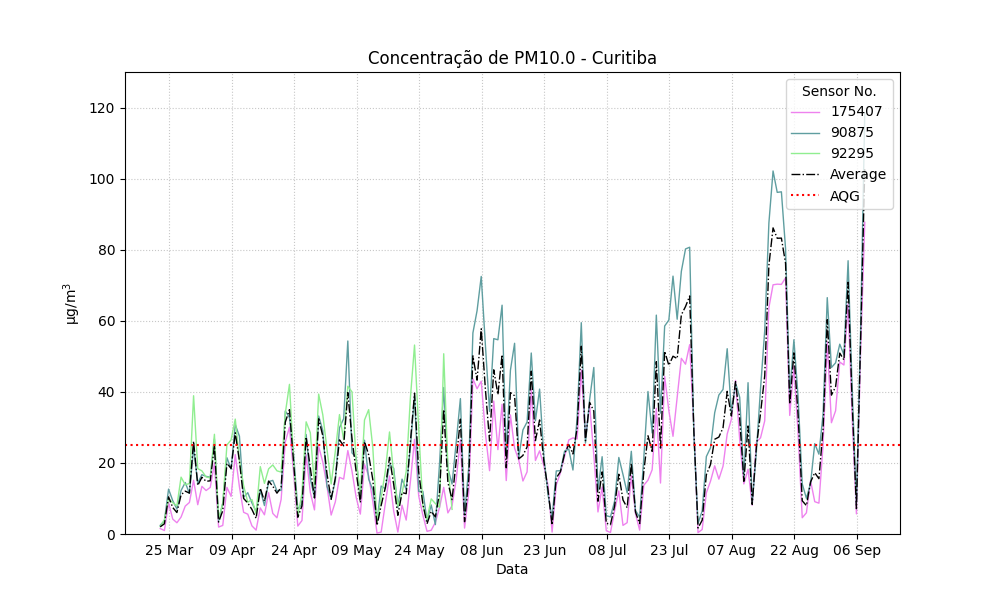 Concentração de PM10.0 - Curitiba
Sensor No.
175407
90875
92295
Average
AQG
µg/m³
120
100
80
60
40
20
0
25 Mar 09 Apr 24 Apr 09 May 24 May 08 Jun 23 Jun 08 Jul 23 Jul 07 Aug 22 Aug 06 Sep
Data